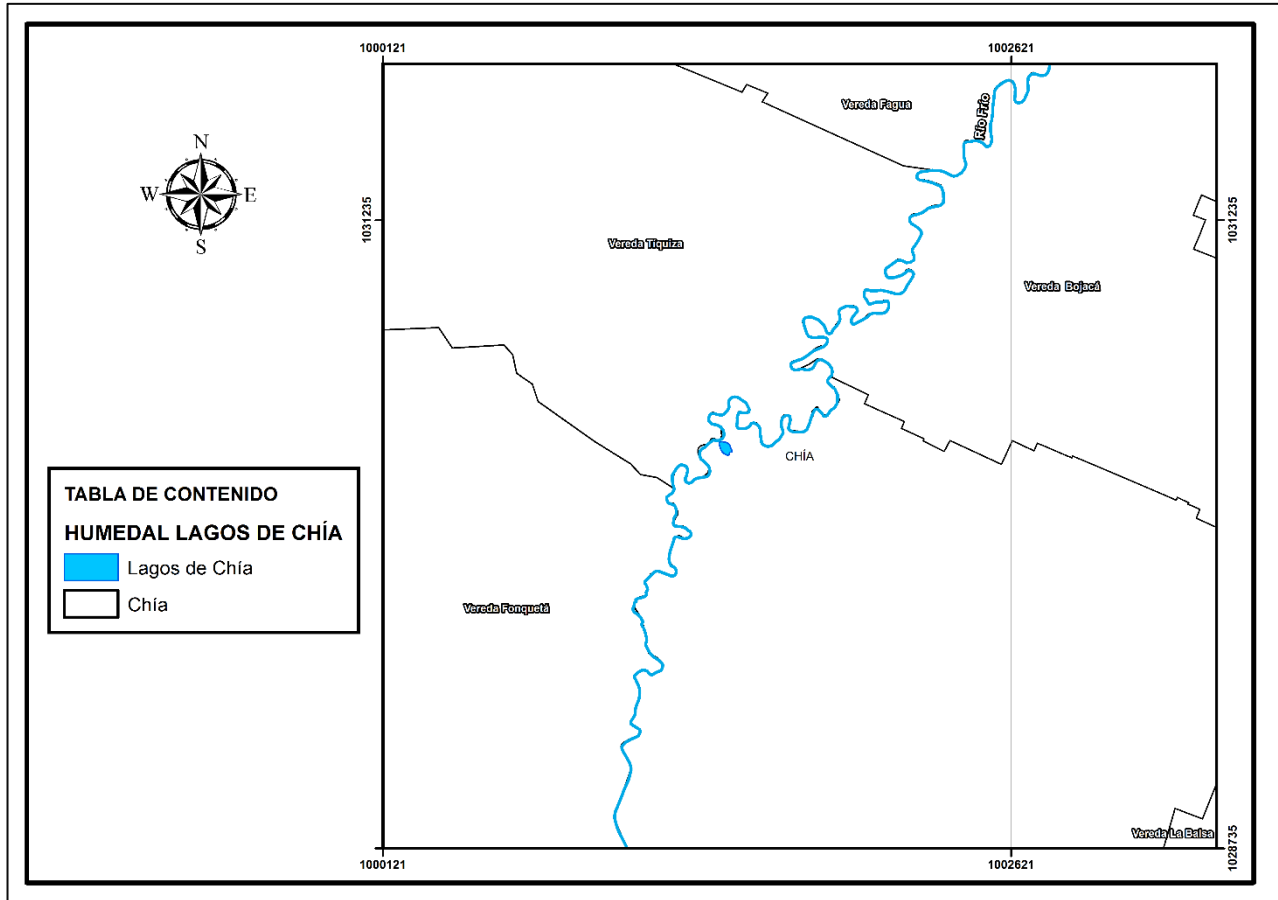 1000121
1002621
Vereda Fagua
Río Frío
N
W
E
S
1031235
1031235
Vereda Tiquiza
Vereda Bojacá
CHÍA
TABLA DE CONTENIDO
HUMEDAL LAGOS DE CHÍA
Lagos de Chía
Chía
Vereda Fonquetá
Vereda La Balsa
1028735
1000121
1002621